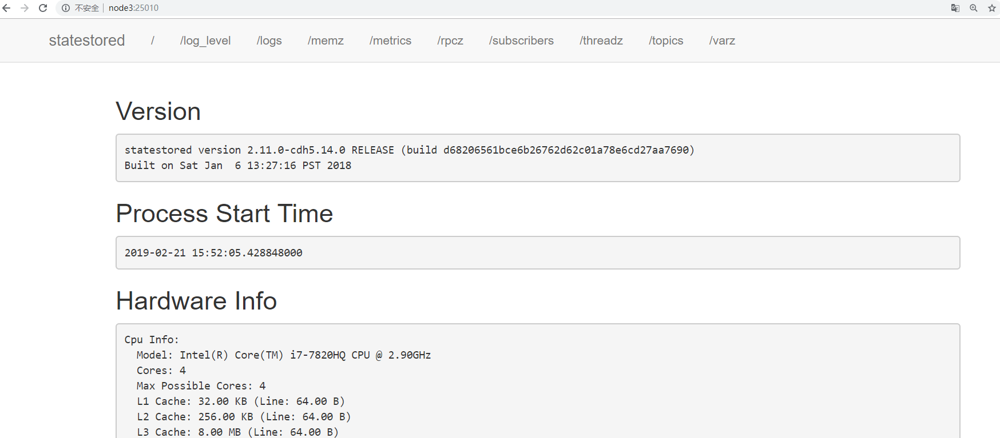 不安全 | node3:25010
statestored / /log_level /logs /memz /metrics /rpcz /subscribers /threadz /topics /varz
Version
statestored version 2.11.0-cdh5.14.0 RELEASE (build d68206561bce6b26762d62c01a78e6cd27aa7690)
Built on Sat Jan  6 13:27:16 PST 2018
Process Start Time
2019-02-21 15:52:05.428848000
Hardware Info
Cpu Info:
  Model: Intel(R) Core(TM) i7-7820HQ CPU @ 2.90GHz
  Cores: 4
  Max Possible Cores: 4
  L1 Cache: 32.00 KB (Line: 64.00 B)
  L2 Cache: 256.00 KB (Line: 64.00 B)
  L3 Cache: 8.00 MB (Line: 64.00 B)